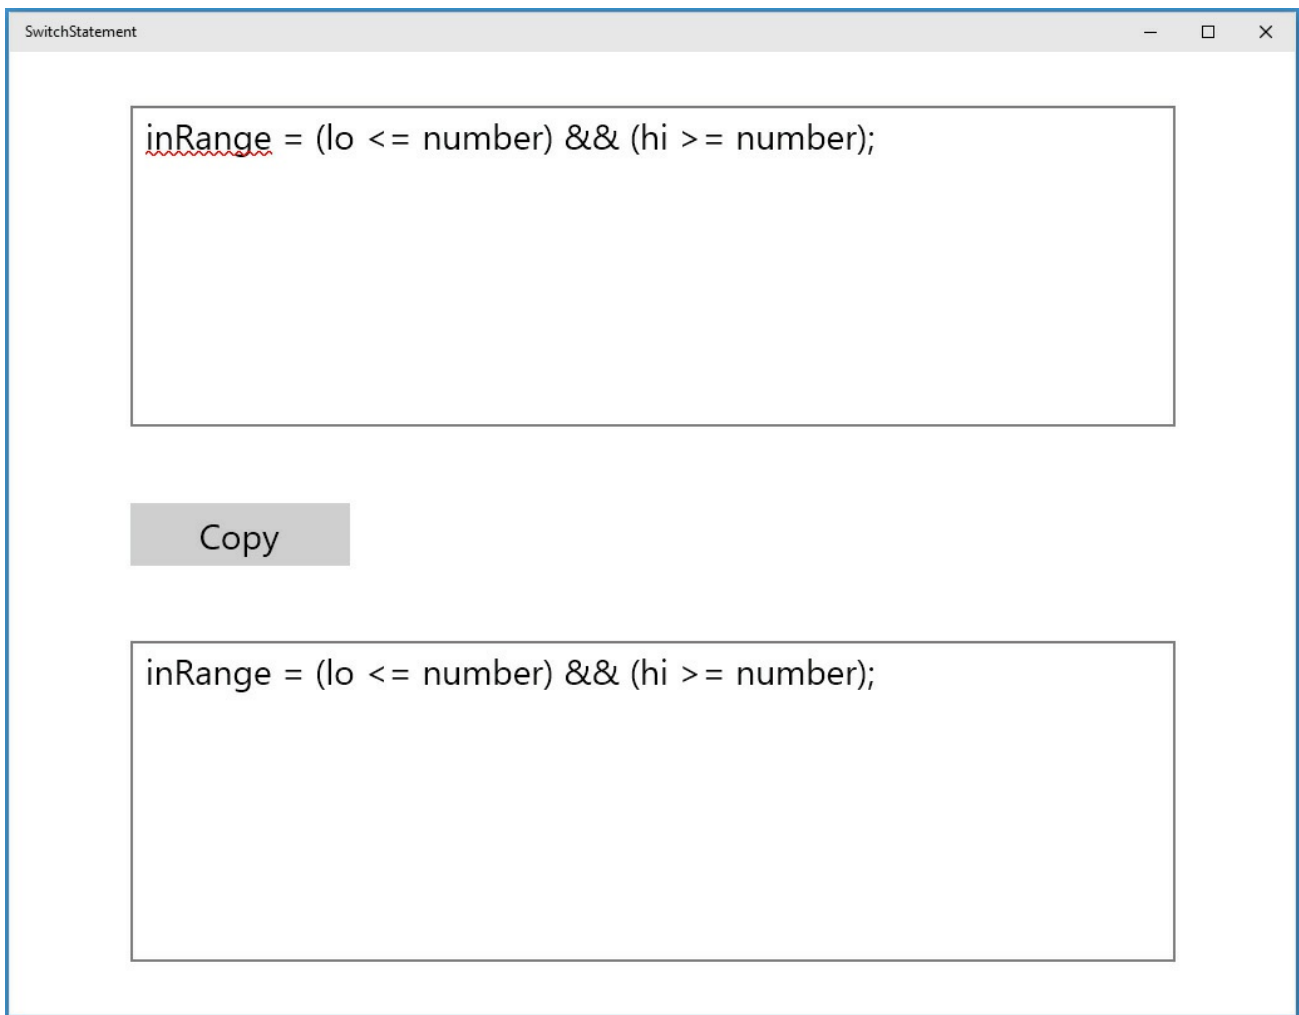 SwitchStatement
inRange = (lo <= number) && (hi >= number);
Copy
inRange = (lo <= number) && (hi >= number);